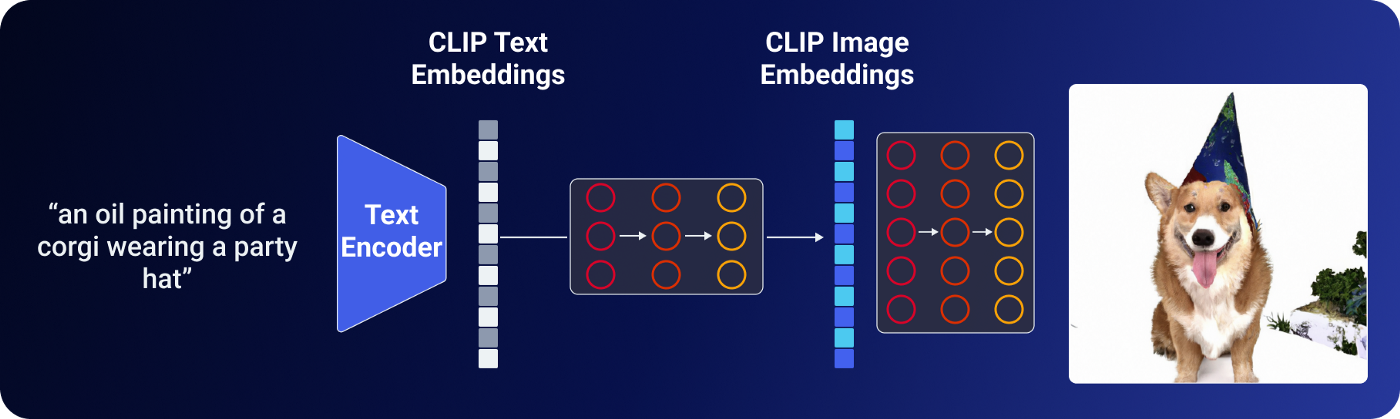 CLIP Text
Embeddings
CLIP Image
Embeddings
“an oil painting of a
corgi wearing a party
hat”
Text
Encoder